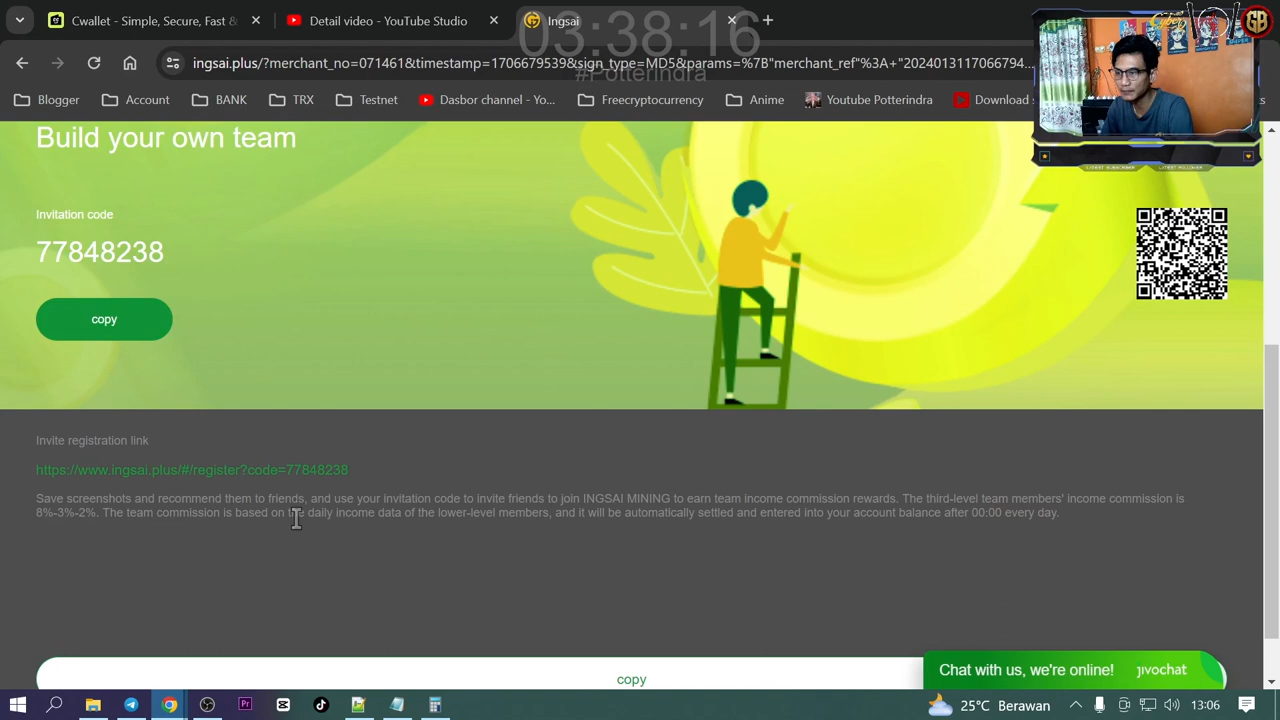 Cwallet - Simple, Secure, Fast &
Detail video - YouTube Studio
Ingsai
03:38:16
#Potterindra
ingsai.plus/?merchant_no=071461&timestamp=1706679539&sign_type=MD5&params=%7B"merchant_ref"%3A+"2024013117066794...
Blogger
Account
BANK
TRX
Testnet
Dasbor channel - Yo...
Freecryptocurrency
Anime
Youtube Potterindra
Download
LATEST SUBSCRIBER
LATEST FOLLOWER
Build your own team
Invitation code
77848238
copy
Invite registration link
https://www.ingsai.plus/#/register?code=77848238
Save screenshots and recommend them to friends, and use your invitation code to invite friends to join INGSAI MINING to earn team income commission rewards. The third-level team members' income commission is
8%-3%-2%. The team commission is based on the daily income data of the lower-level members, and it will be automatically settled and entered into your account balance after 00:00 every day.
copy
Chat with us, we're online!
jivochat
25°C Berawan
13:06